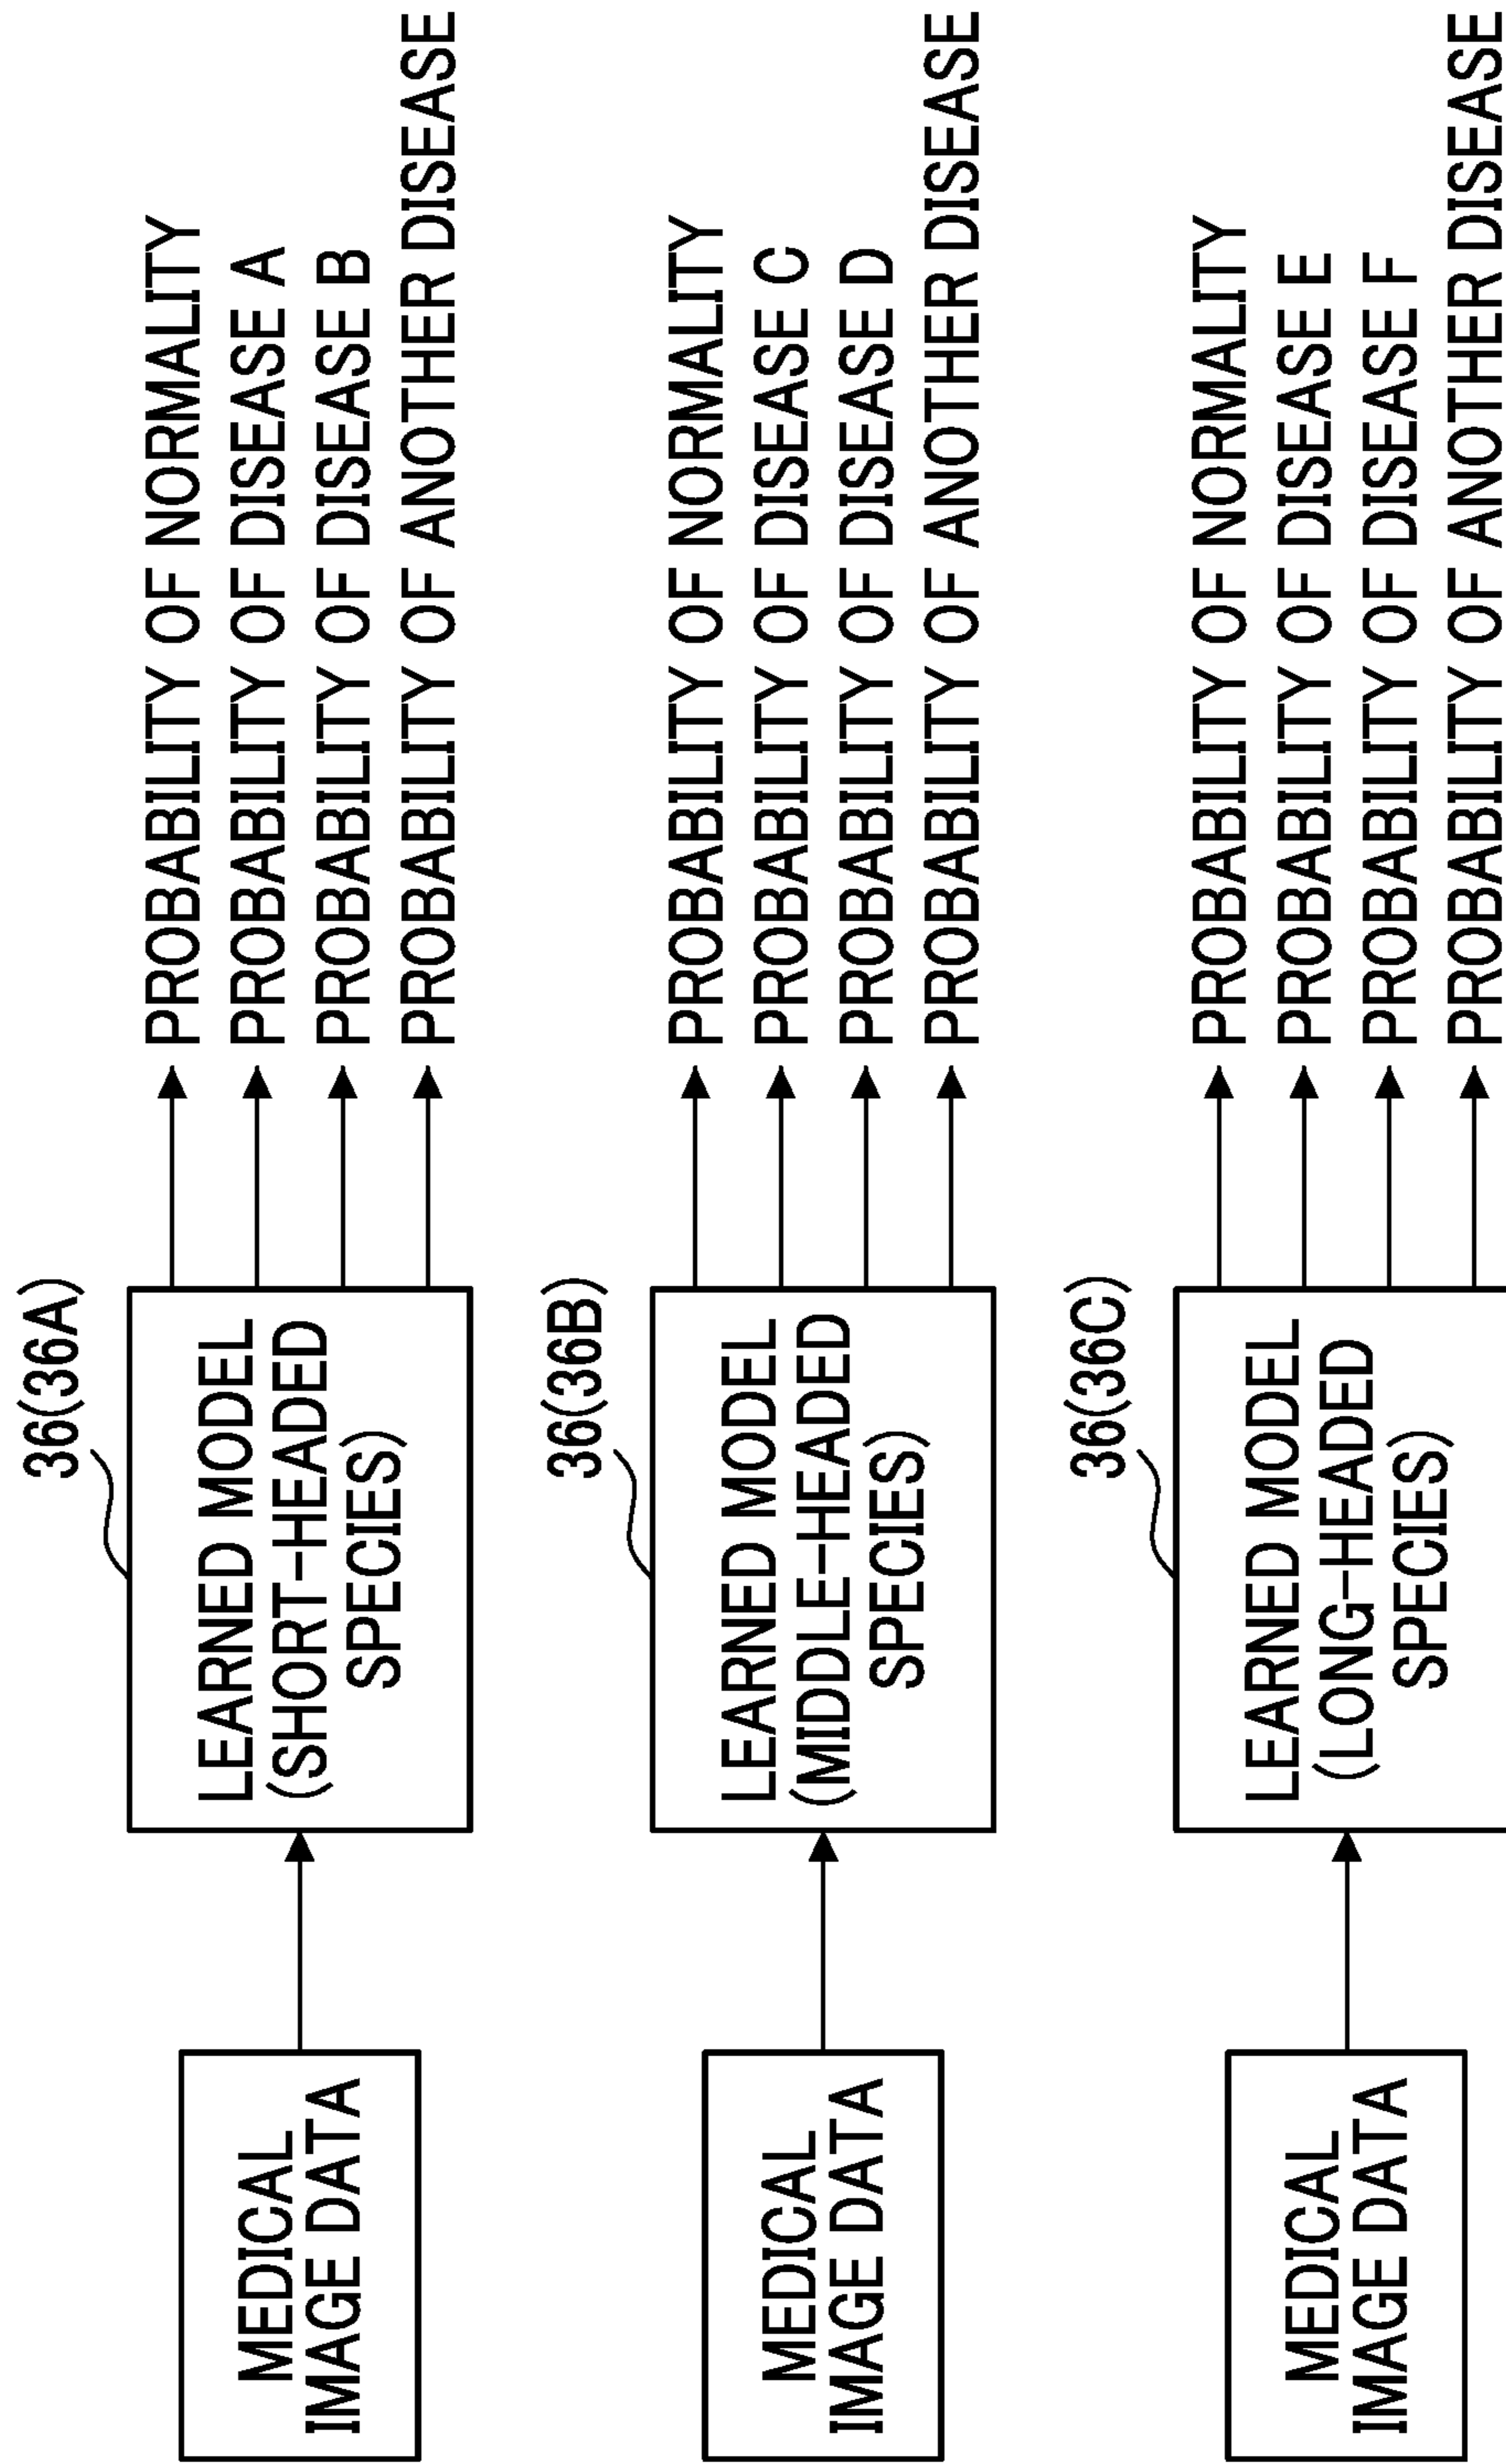 36(36A)
MEDICAL
IMAGE DATA
LEARNED MODEL
(SHORT-HEADED
SPECIES)
PROBABILITY OF NORMALITY
PROBABILITY OF DISEASE A
PROBABILITY OF DISEASE B
PROBABILITY OF ANOTHER DISEASE
36(36B)
MEDICAL
IMAGE DATA
LEARNED MODEL
(MIDDLE-HEADED
SPECIES)
PROBABILITY OF NORMALITY
PROBABILITY OF DISEASE C
PROBABILITY OF DISEASE D
PROBABILITY OF ANOTHER DISEASE
36(36C)
MEDICAL
IMAGE DATA
LEARNED MODEL
(LONG-HEADED
SPECIES)
PROBABILITY OF NORMALITY
PROBABILITY OF DISEASE E
PROBABILITY OF DISEASE F
PROBABILITY OF ANOTHER DISEASE